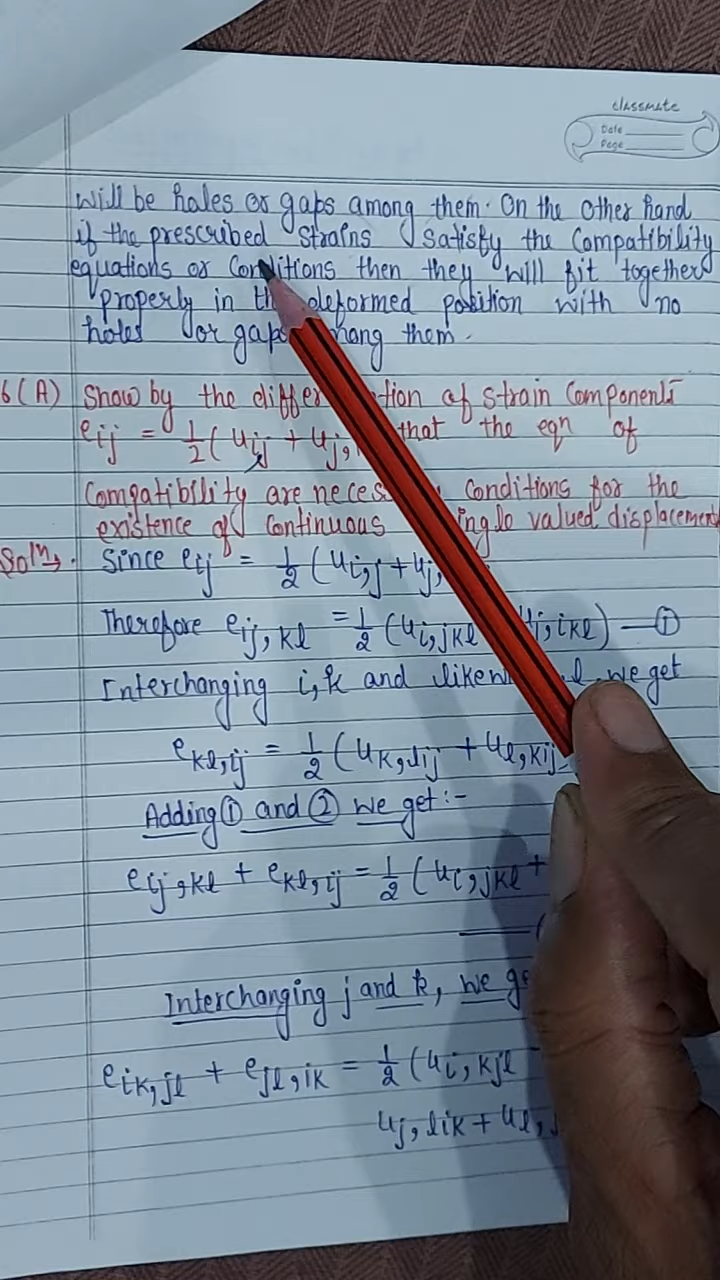 classmate
Date
Page
will be holes or gaps among them. On the other hand
if the prescribed strains satisfy the Compatibility
equations or Conditions then they will fit together
properly in the deformed position with no
holes or gaps among them.
6(A) Show by the differ tion of strain Components
eij = 1/2 (ui,j + uj, that the eqn of
Compatibility are neces conditions for the
existence of continuous single valued displacement
Soln→. Since eij = 1/2 (ui,j + uj,
Therefore eij,kl = 1/2 (ui,jkl uj,ikl) — ①
Interchanging i,k and likew l, we get
ekl,ij = 1/2 (uk,lij + ul,kij
Adding ① and ② we get:-
eij,kl + ekl,ij = 1/2 (ui,jkl +
Interchanging j and k, we ge
eik,jl + ejl,ik = 1/2 (ui,kjl
uj,lik + ul,